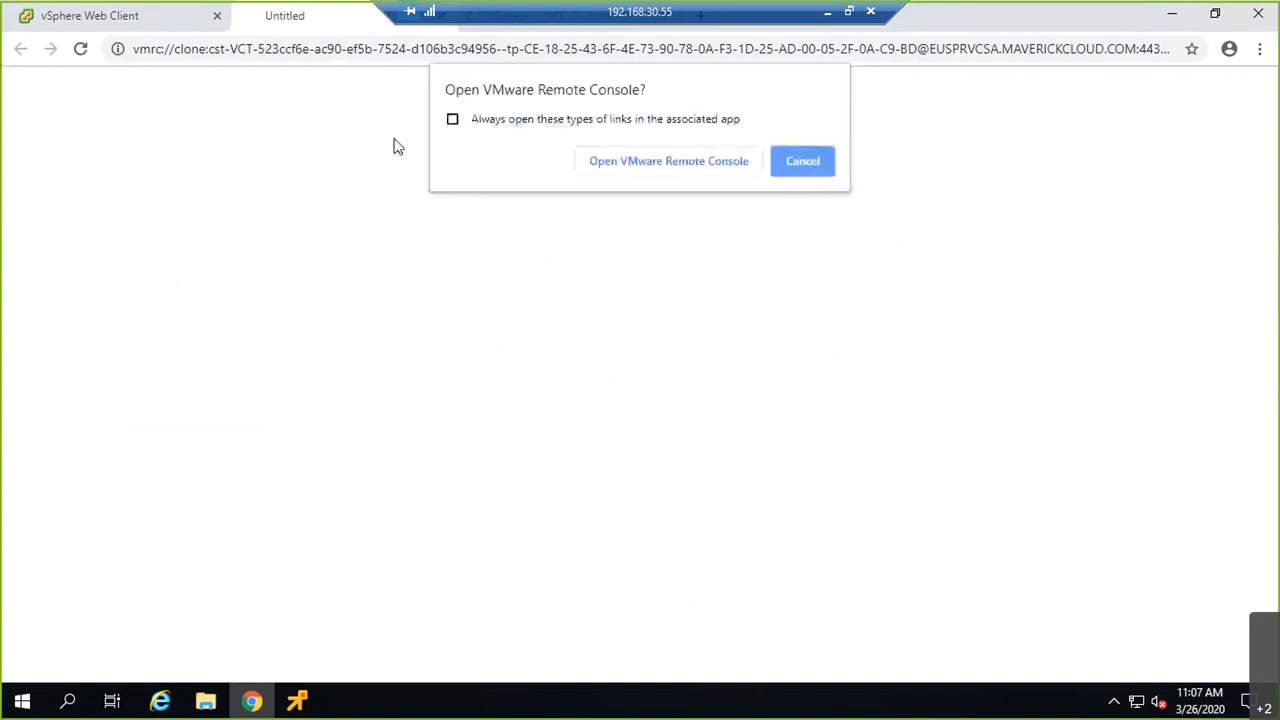 vSphere Web Client
Untitled
192.168.30.55
vmrc://clone:cst-VCT-523ccf6e-ac90-ef5b-7524-d106b3c94956--tp-CE-18-25-43-6F-4E-73-90-78-0A-F3-1D-25-AD-00-05-2F-0A-C9-BD@EUSPRVCSA.MAVERICKCLOUD.COM:443...
Open VMware Remote Console?
Always open these types of links in the associated app
Open VMware Remote Console
Cancel
11:07 AM
3/26/2020
+2